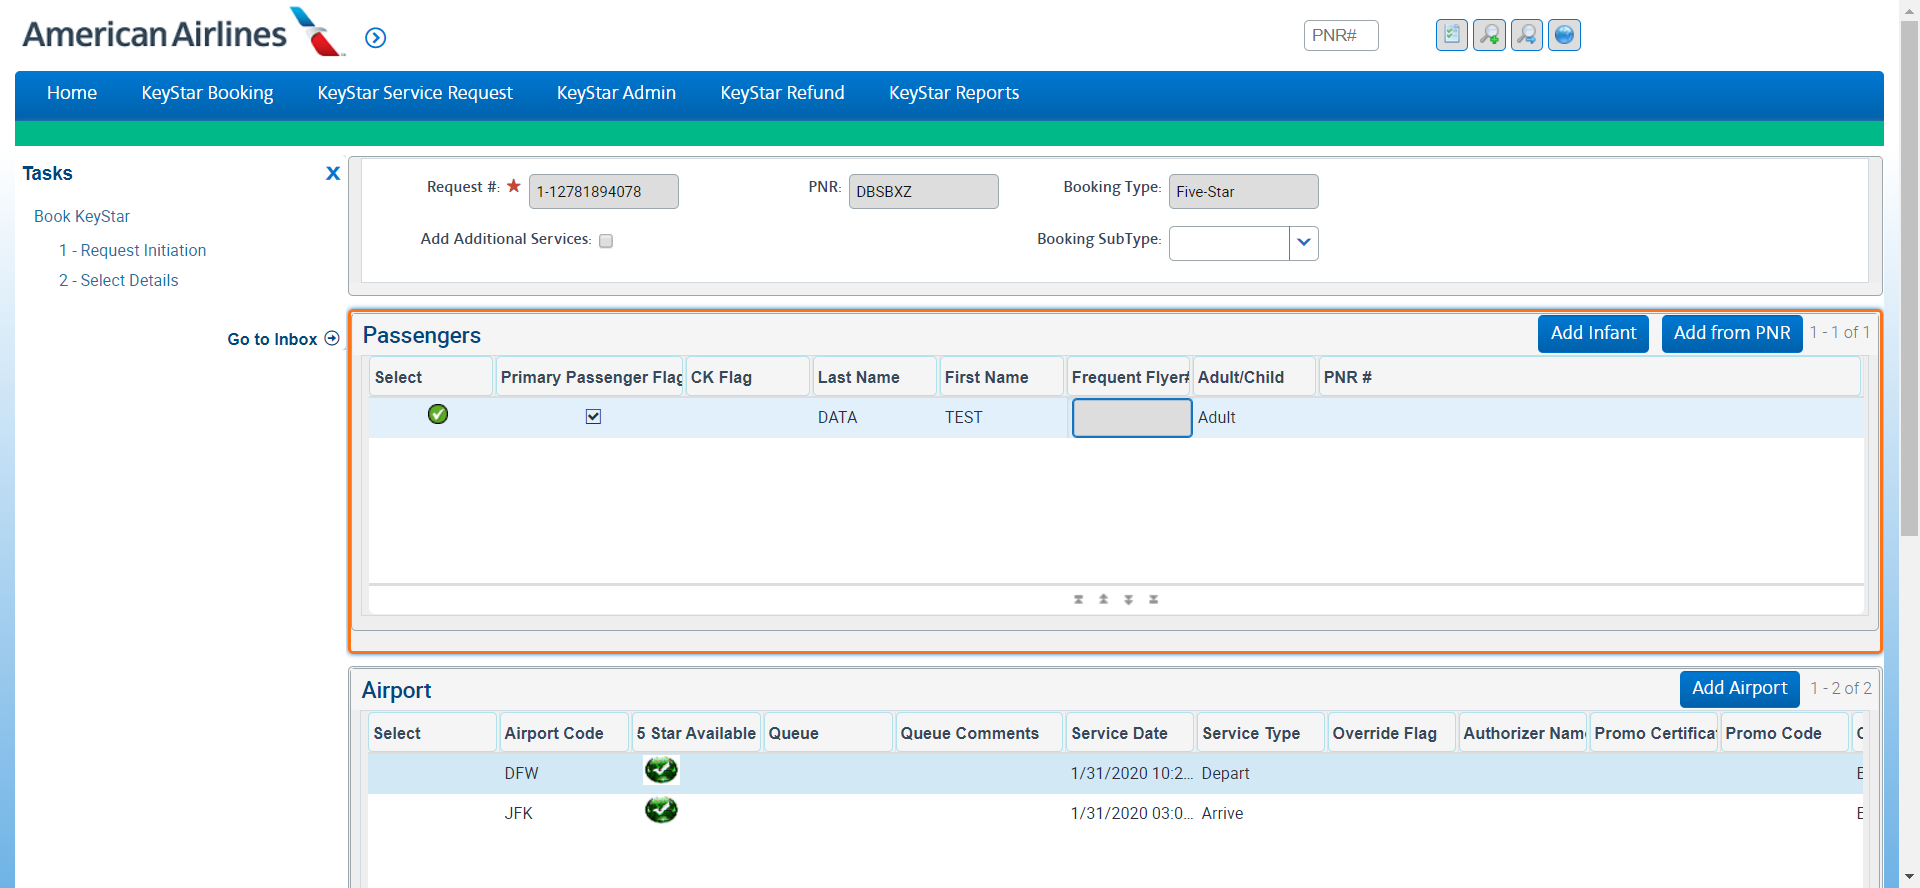 American Airlines
PNR#
Home KeyStar Booking KeyStar Service Request KeyStar Admin KeyStar Refund KeyStar Reports
Tasks X
Book KeyStar
1 - Request Initiation
2 - Select Details
Go to Inbox
Request #: 1-12781894078 PNR: DBSBXZ Booking Type: Five-Star
Add Additional Services: Booking SubType:
Passengers Add Infant Add from PNR 1 - 1 of 1
Select Primary Passenger Flag CK Flag Last Name First Name Frequent Flyer# Adult/Child PNR #
DATA TEST Adult
Airport Add Airport 1 - 2 of 2
Select Airport Code 5 Star Available Queue Queue Comments Service Date Service Type Override Flag Authorizer Nam Promo Certificat Promo Code
DFW 1/31/2020 10:2... Depart
JFK 1/31/2020 03:0... Arrive